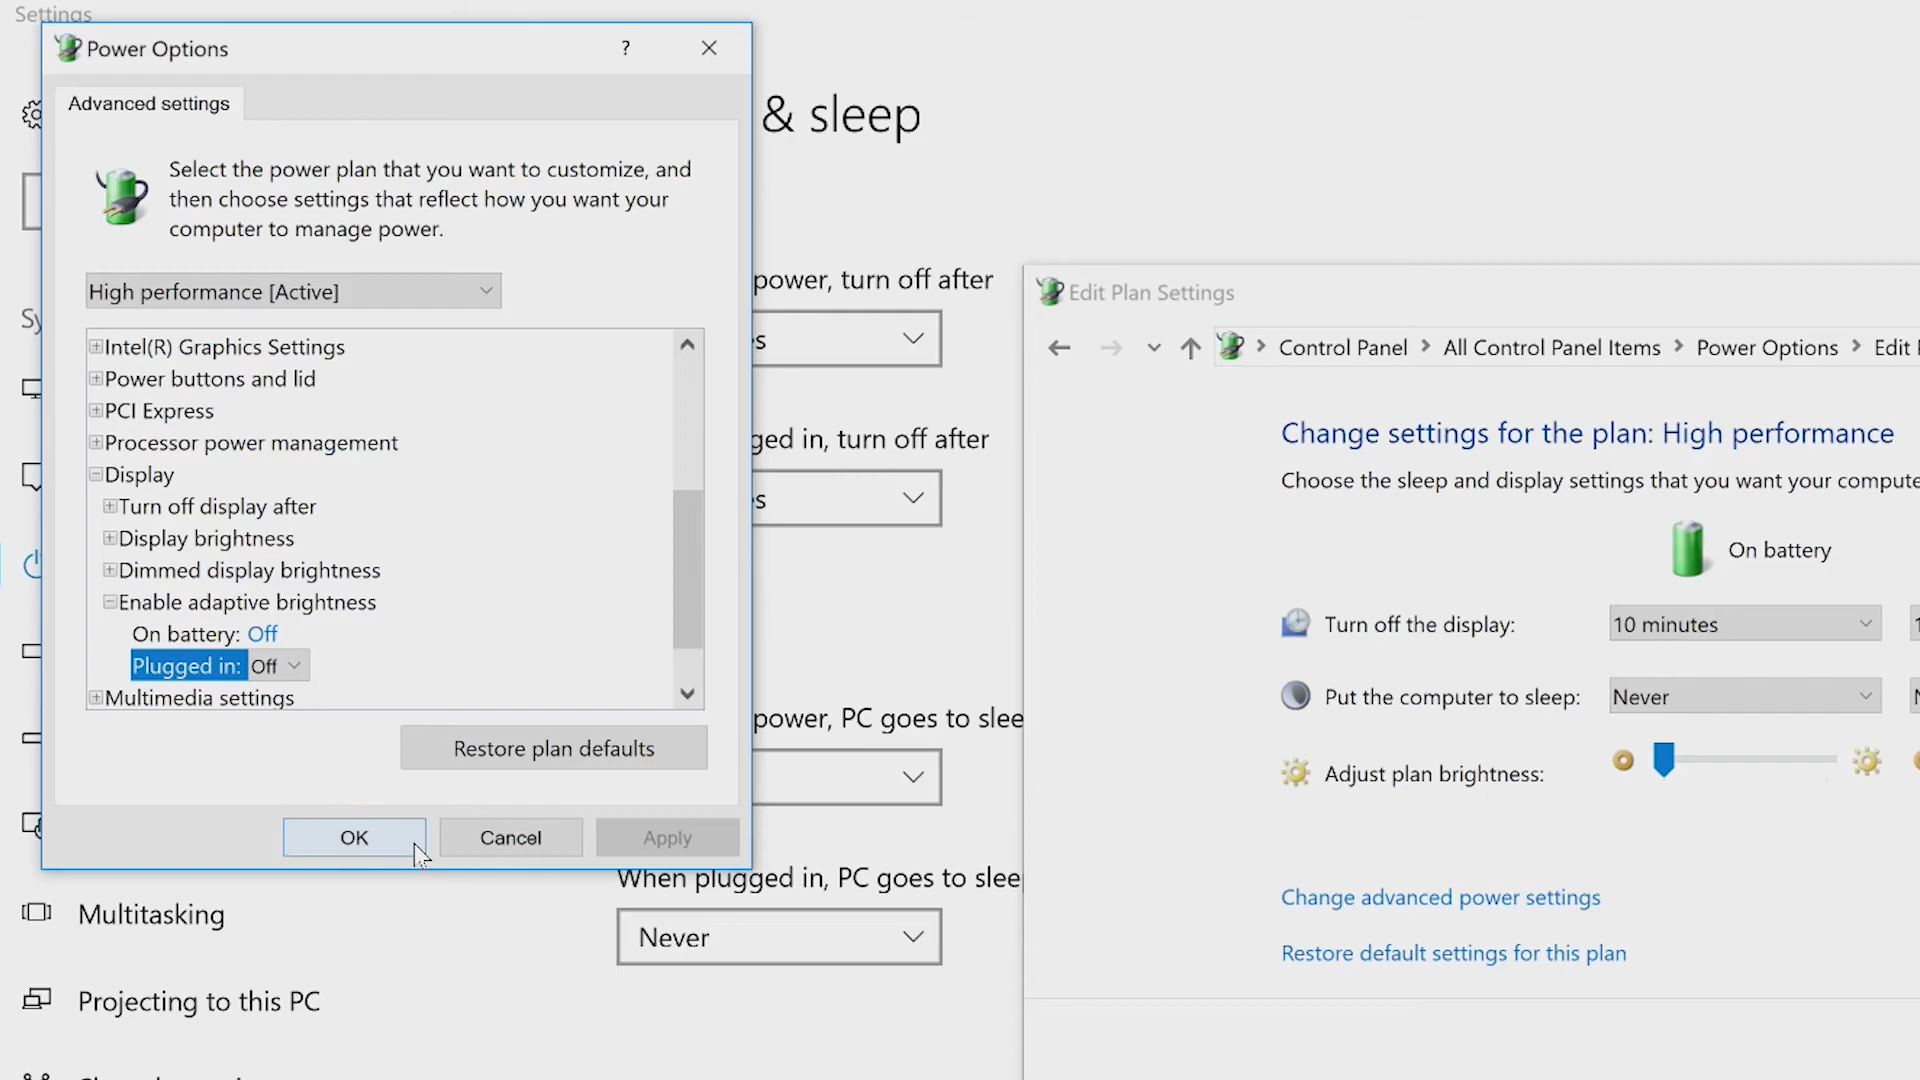 Settings
Power Options
?
Advanced settings
& sleep
Select the power plan that you want to customize, and
then choose settings that reflect how you want your
computer to manage power.
High performance [Active]
power, turn off after
Intel(R) Graphics Settings
Power buttons and lid
PCI Express
Processor power management
Display
Turn off display after
Display brightness
Dimmed display brightness
Enable adaptive brightness
On battery: Off
Plugged in: Off
Multimedia settings
in, turn off after
Restore plan defaults
power, PC goes to
OK
Cancel
Apply
When plugged in, PC goes to
Never
Multitasking
Projecting to this PC
Edit Plan Settings
Control Panel > All Control Panel Items > Power Options > Edit
Change settings for the plan: High performance
Choose the sleep and display settings that you want your
On battery
Turn off the display:
10 minutes
Put the computer to sleep:
Never
Adjust plan brightness:
Change advanced power settings
Restore default settings for this plan